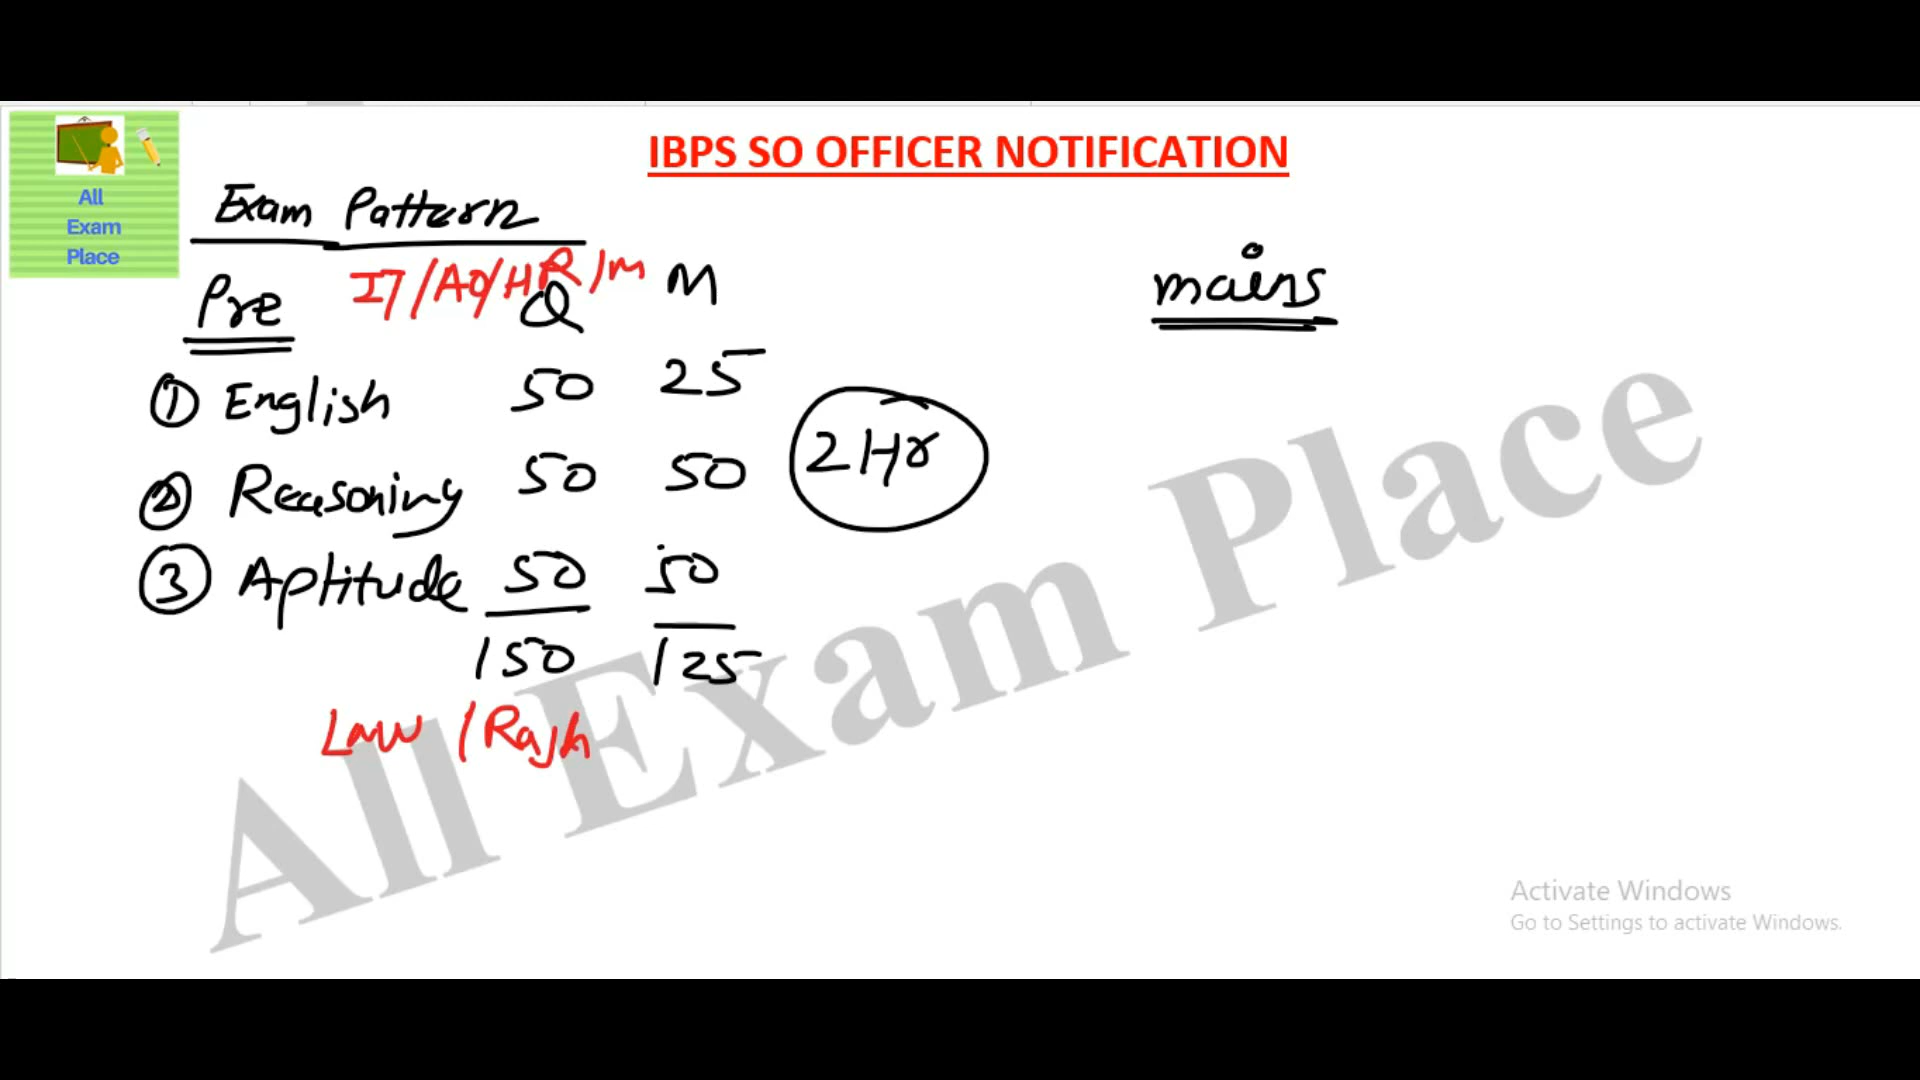 IBPS SO OFFICER NOTIFICATION
All
Exam
Place
Exam Pattern
Pre IT/AO/HR/M
Q M
mains
① English 50 25
2 Hr
② Reasoning 50 50
③ Aptitude 50 50
150 125
Law / Rajh
All Exam Place
Activate Windows
Go to Settings to activate Windows.